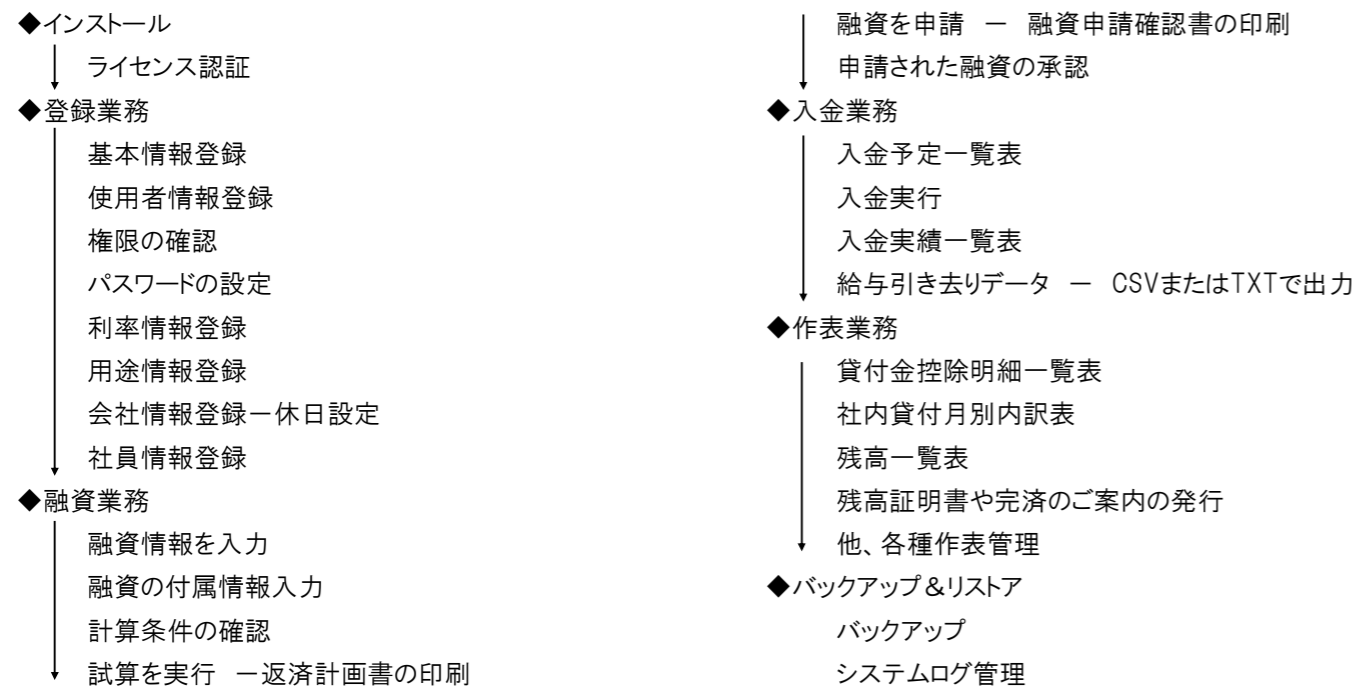 ◆インストール
ライセンス認証
◆登録業務
基本情報登録
使用者情報登録
権限の確認
パスワードの設定
利率情報登録
用途情報登録
会社情報登録－休日設定
社員情報登録
◆融資業務
融資情報を入力
融資の付属情報入力
計算条件の確認
試算を実行　－返済計画書の印刷
融資を申請　－　融資申請確認書の印刷
申請された融資の承認
◆入金業務
入金予定一覧表
入金実行
入金実績一覧表
給与引き去りデータ　－　CSVまたはTXTで出力
◆作表業務
貸付金控除明細一覧表
社内貸付月別内訳表
残高一覧表
残高証明書や完済のご案内の発行
他、各種作表管理
◆バックアップ＆リストア
バックアップ
システムログ管理